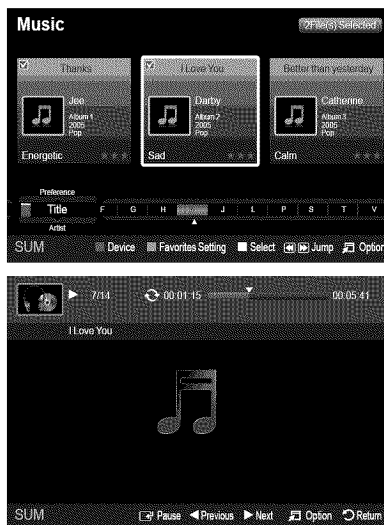 Music
2File(s) Selected
Thanks
I Love You
Better than yesterday
Jee
Album 1
2005
Pop
Energetic
Darby
Album 2
2005
Pop
Sad
Catherine
Album 3
2005
Pop
Calm
Preference
Title
Artist
F G H J L P S T V
SUM Device Favorites Setting Select Jump Option
7/14 00:01:15 00:05:41
I Love You
SUM Pause Previous Next Option Return